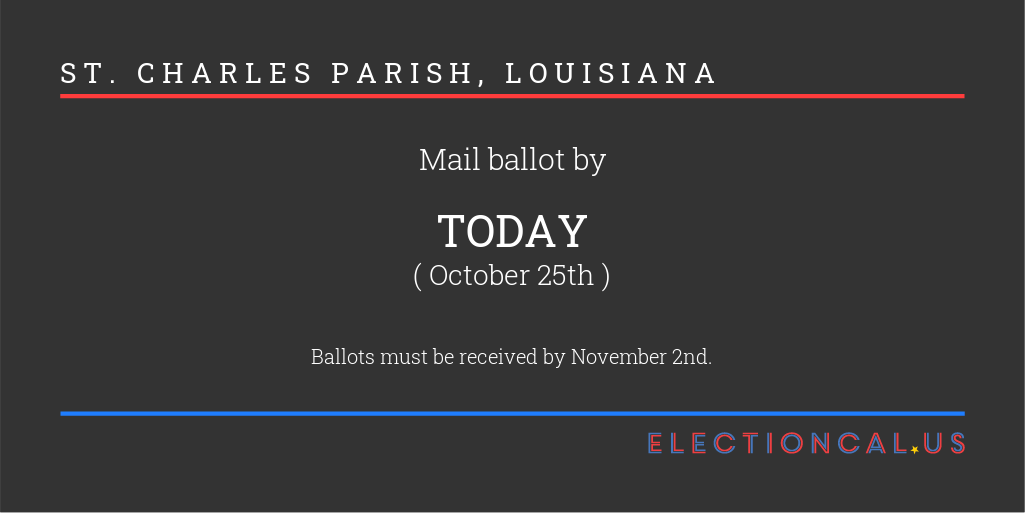 ST. CHARLES PARISH, LOUISIANA
Mail ballot by
TODAY
( October 25th )
Ballots must be received by November 2nd.
ELECTIONCAL★US